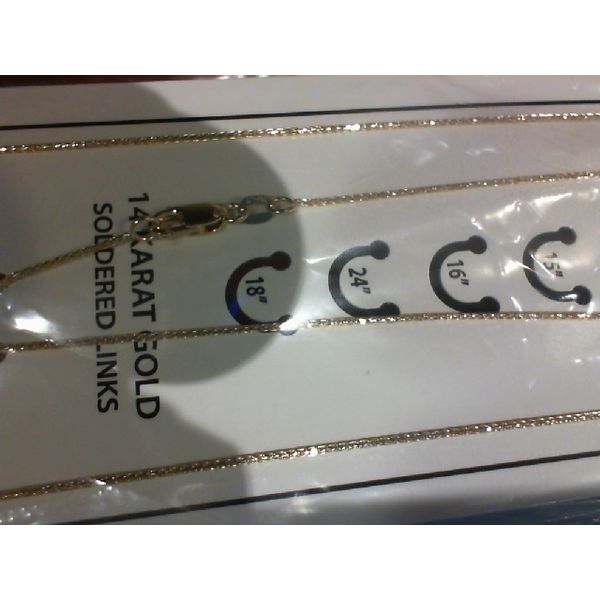 14 KARAT GOLD
SOLDERED LINKS
18"
24"
16"
15"